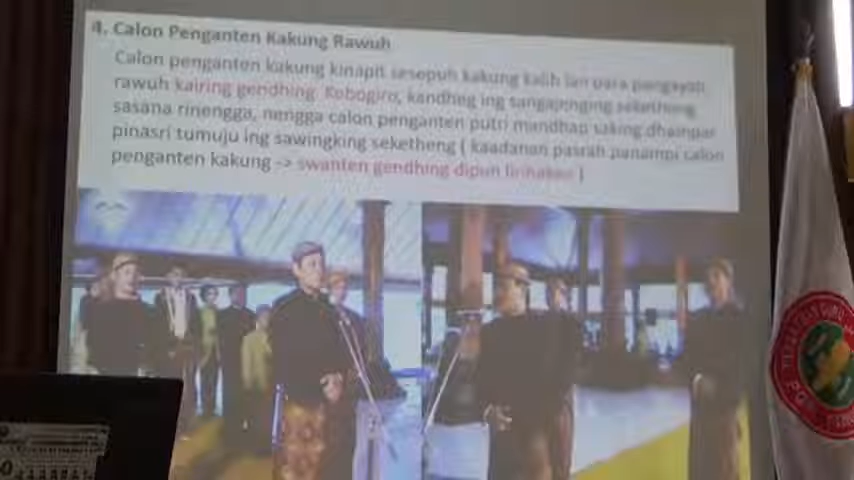 4. Calon Penganten Kakung Rawuh
Calon penganten kakung kinapit sesepuh kakung kalih lan para pangayab
rawuh kairing gendhing Kebogiro, kandheg ing sangajenging seketheng
sasana rinengga, nengga calon penganten putri mandhap saking dhampar
pinasri tumuju ing sawingking seketheng ( kaadanan pasrah panampi calon
penganten kakung -> swanten gendhing dipun lirihaken )